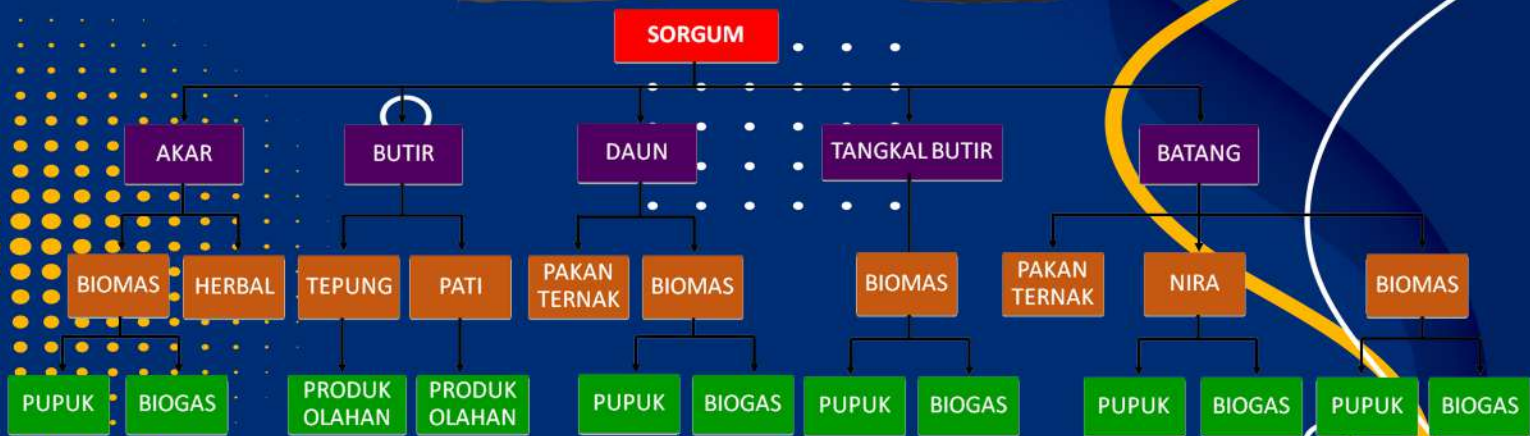 SORGUM
AKAR
BUTIR
DAUN
TANGKAL BUTIR
BATANG
BIOMAS
HERBAL
TEPUNG
PATI
PAKAN
TERNAK
BIOMAS
BIOMAS
PAKAN
TERNAK
NIRA
BIOMAS
PUPUK
BIOGAS
PRODUK
OLAHAN
PRODUK
OLAHAN
PUPUK
BIOGAS
PUPUK
BIOGAS
PUPUK
BIOGAS
PUPUK
BIOGAS